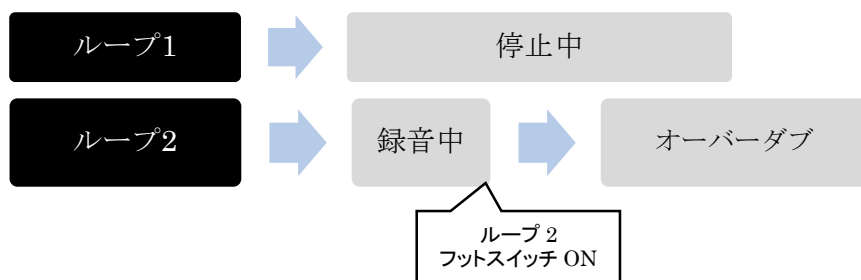 ループ1
停止中
ループ2
録音中
オーバーダブ
ループ 2
フットスイッチ ON